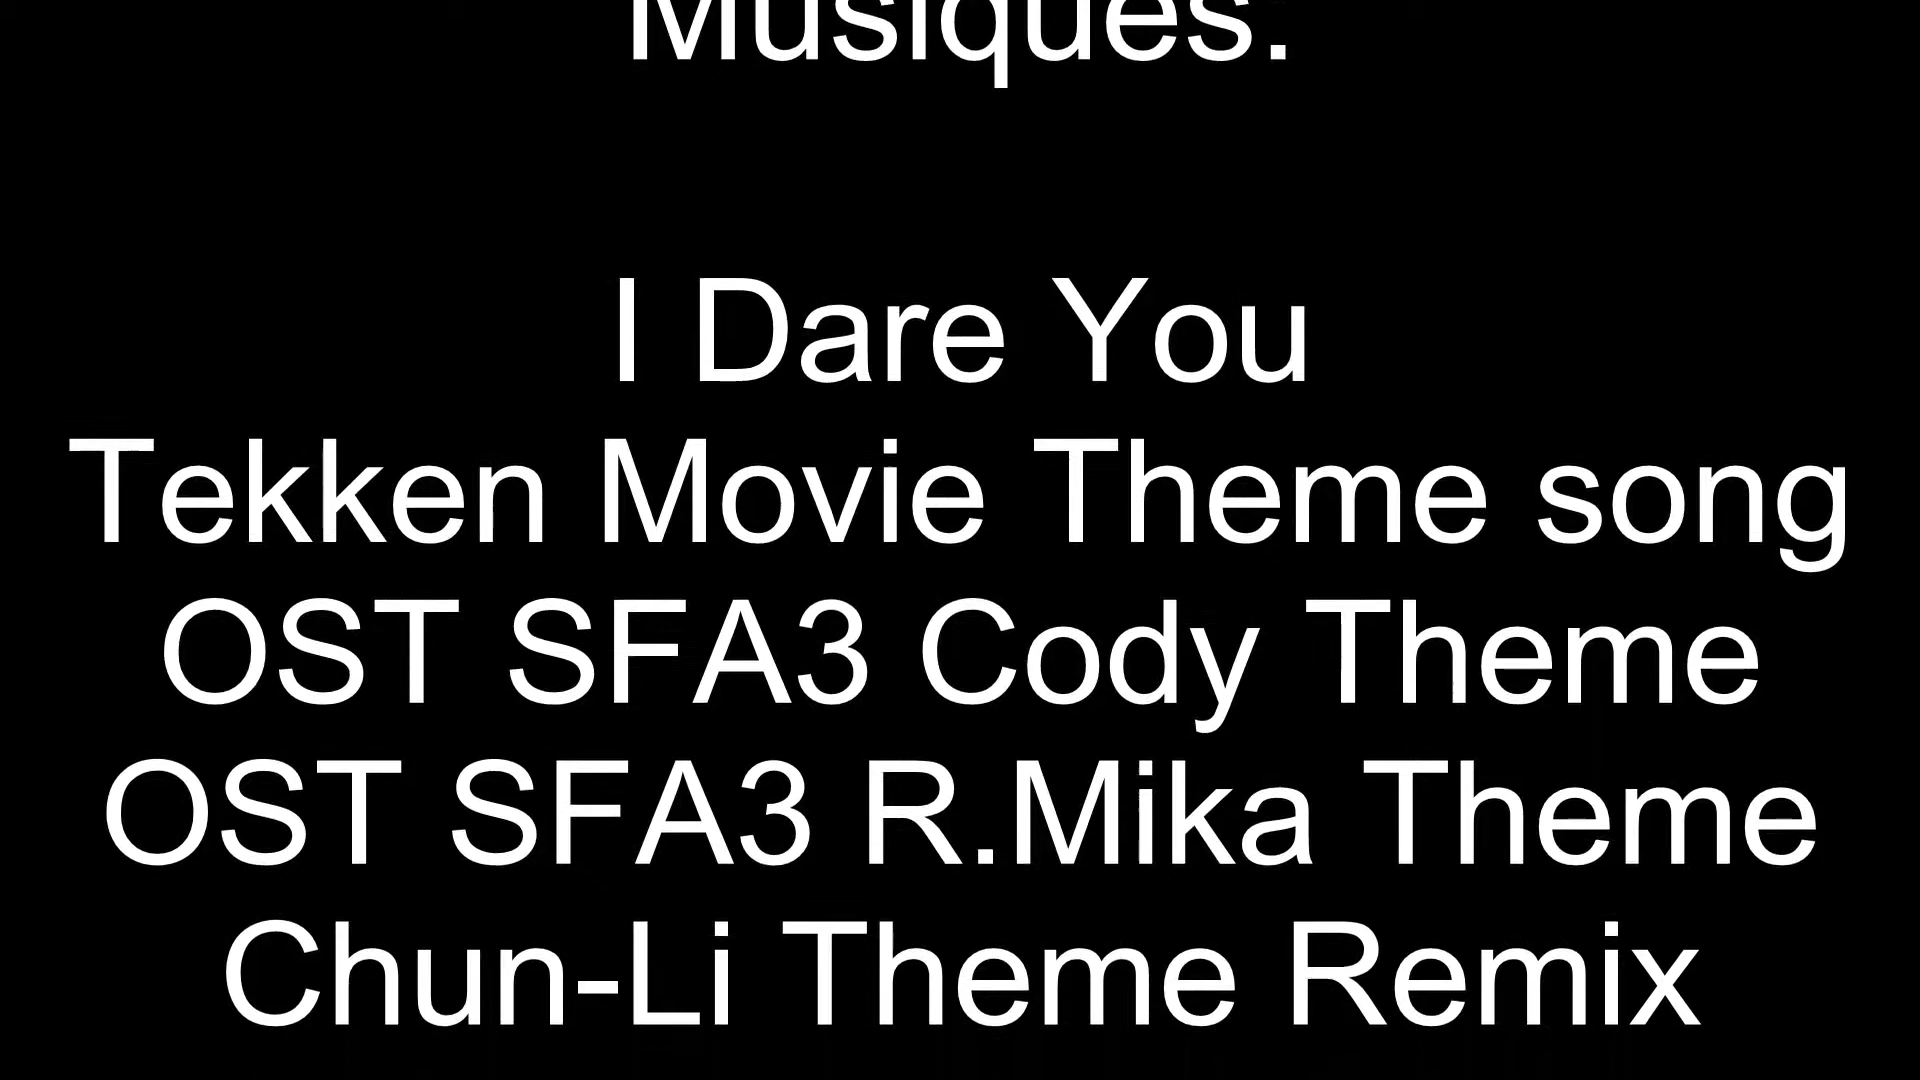 Musiques:
I Dare You
Tekken Movie Theme song
OST SFA3 Cody Theme
OST SFA3 R.Mika Theme
Chun-Li Theme Remix